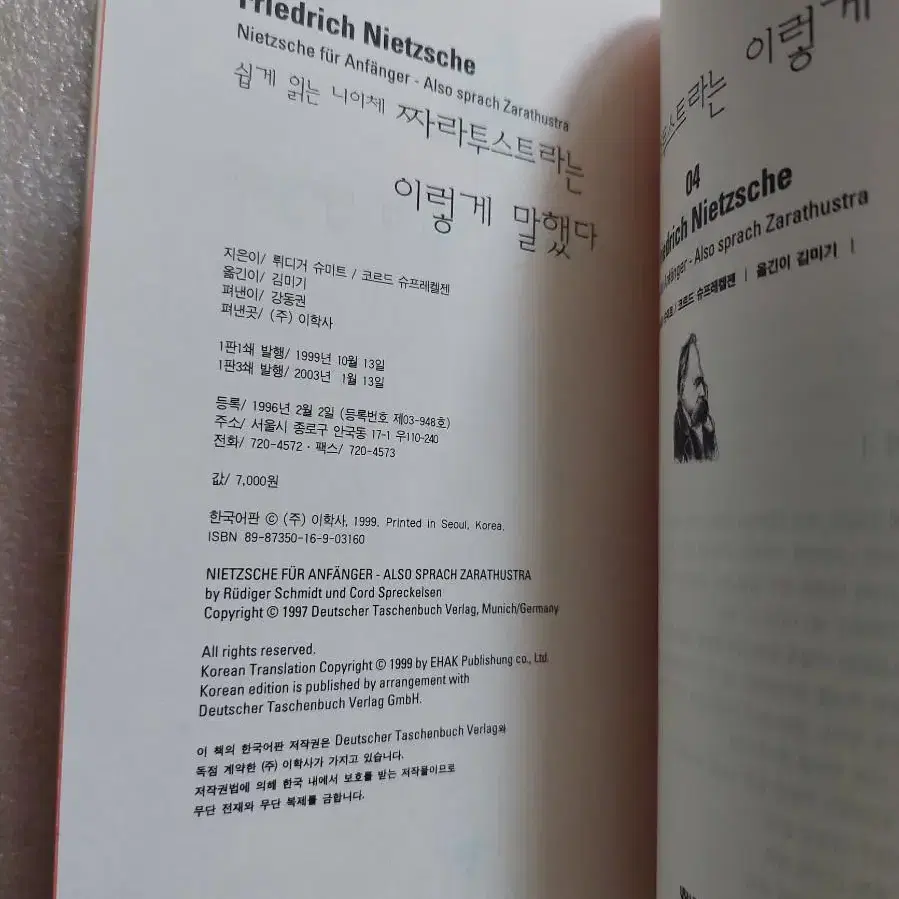 Friedrich Nietzsche
Nietzsche für Anfänger - Also sprach Zarathustra
쉽게 읽는 니이체 짜라투스트라는
이렇게 말했다
지은이/ 뤼디거 슈미트 / 코르드 슈프레켈젠
옮긴이/ 김미기
펴낸이/ 강동권
펴낸곳/ (주) 이학사
1판1쇄 발행/ 1999년 10월 13일
1판3쇄 발행/ 2003년 1월 13일
등록/ 1996년 2월 2일 (등록번호 제03-948호)
주소/ 서울시 종로구 안국동 17-1 우110-240
전화/ 720-4572 · 팩스/ 720-4573
값/ 7,000원
한국어판 © (주) 이학사, 1999. Printed in Seoul, Korea.
ISBN 89-87350-16-9-03160
NIETZSCHE FÜR ANFÄNGER - ALSO SPRACH ZARATHUSTRA
by Rüdiger Schmidt und Cord Spreckelsen
Copyright © 1997 Deutscher Taschenbuch Verlag, Munich/Germany
All rights reserved.
Korean Translation Copyright © 1999 by EHAK Publishung co., Ltd.
Korean edition is published by arrangement with
Deutscher Taschenbuch Verlag GmbH.
이 책의 한국어판 저작권은 Deutscher Taschenbuch Verlag와
독점 계약한 (주) 이학사가 가지고 있습니다.
저작권법에 의해 한국 내에서 보호를 받는 저작물이므로
무단 전재와 무단 복제를 금합니다.
이렇게
04
Nietzsche
- Also sprach Zarathustra
/ 코르드 슈프레켈젠 | 옮긴이 김미기 |